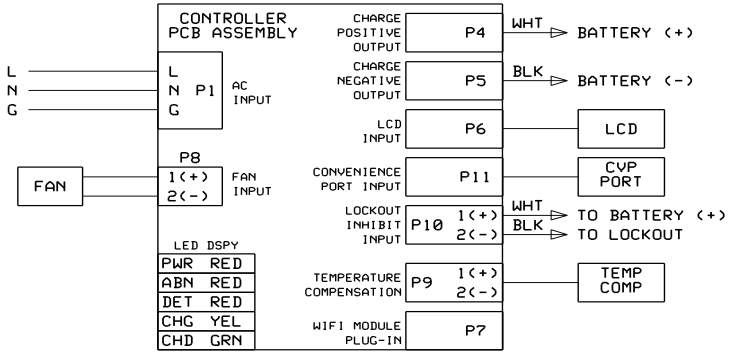 CONTROLLER
PCB ASSEMBLY
L
N
G
L
N
G
P1
AC
INPUT
FAN
P8
1(+)
2(-)
FAN
INPUT
LED DSPY
PWR RED
ABN RED
DET RED
CHG YEL
CHD GRN
CHARGE
POSITIVE
OUTPUT
P4
WHT
BATTERY (+)
CHARGE
NEGATIVE
OUTPUT
P5
BLK
BATTERY (-)
LCD
INPUT
P6
LCD
CONVENIENCE
PORT INPUT
P11
CVP
PORT
LOCKOUT
INHIBIT
INPUT
P10
1(+)
2(-)
WHT
TO BATTERY (+)
BLK
TO LOCKOUT
TEMPERATURE
COMPENSATION
P9
1(+)
2(-)
TEMP
COMP
WIFI MODULE
PLUG-IN
P7